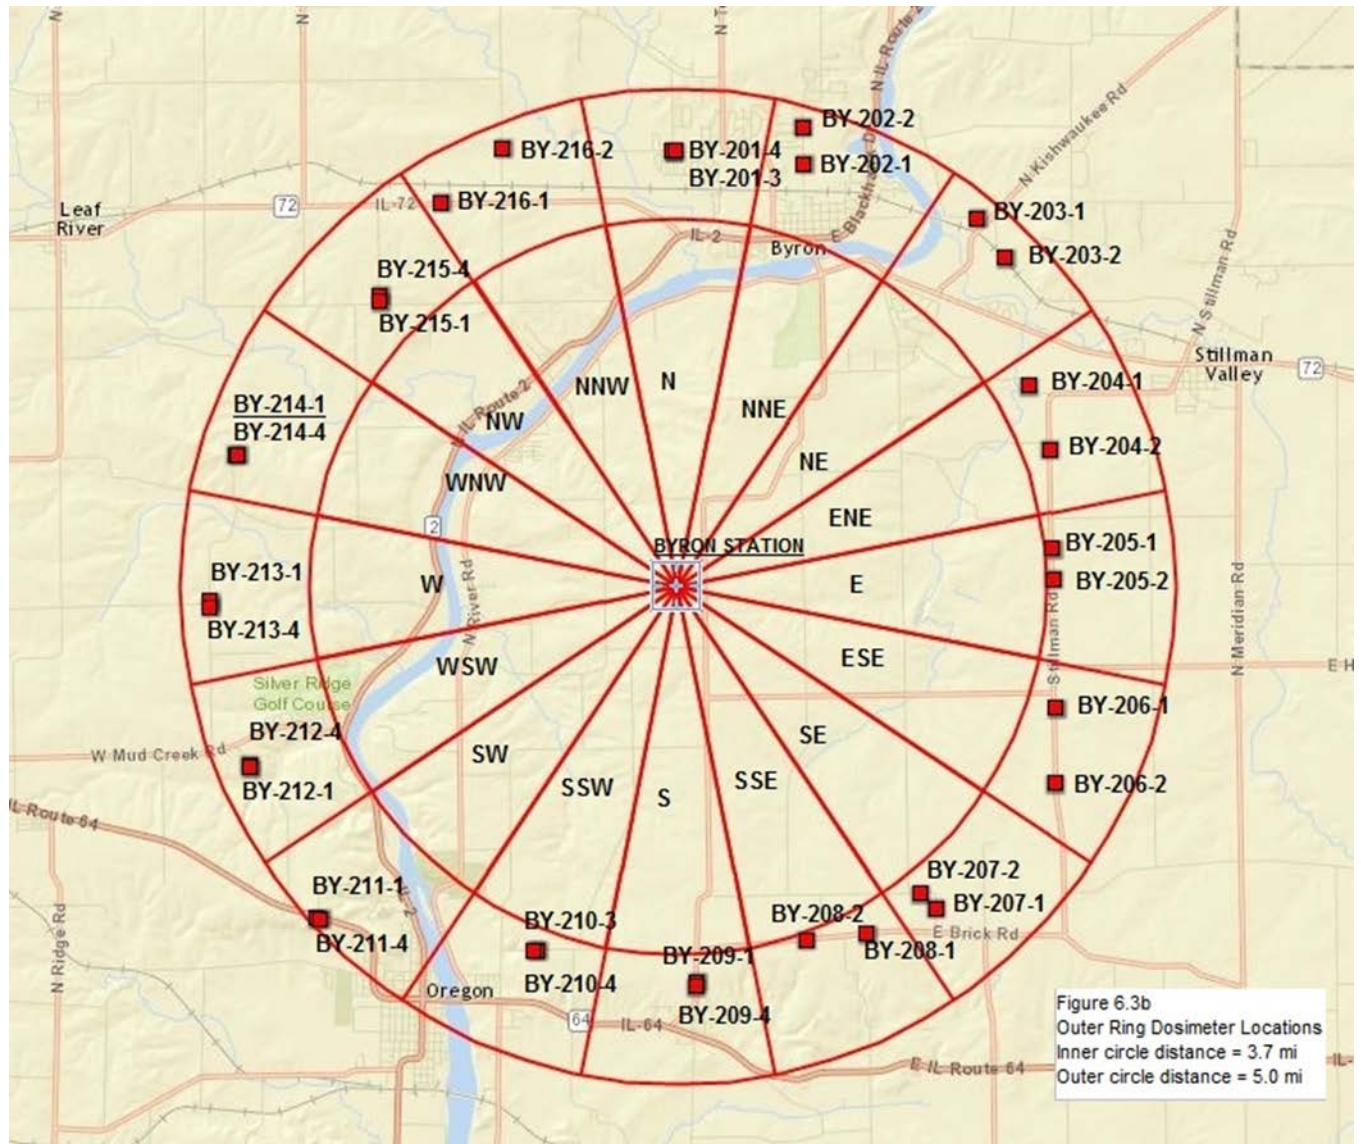 N IL Route 2
BY-202-2
BY-216-2
BY-201-4
BY-201-3
BY-202-1
N Kishwaukee Rd
72
IL-72
BY-216-1
Leaf
River
BY-203-1
IL-2
Byron
BY-203-2
N Stillman Rd
BY-215-4
BY-215-1
Stillman
Valley
72
NNW
N
BY-204-1
BY-214-1
BY-214-4
IL Route 2
NW
NNE
BY-204-2
WNW
NE
2
ENE
BYRON STATION
BY-205-1
BY-213-1
W
N River Rd
E
BY-205-2
N Meridian Rd
BY-213-4
S Stillman Rd
WSW
ESE
E H
Silver Ridge
Golf Course
BY-206-1
BY-212-4
W Mud Creek Rd
SW
SE
BY-212-1
SSW
S
SSE
BY-206-2
IL Route 64
BY-211-1
IL-2
BY-207-2
BY-207-1
BY-211-4
BY-210-3
BY-208-2
E Brick Rd
N Ridge Rd
BY-209-1
BY-208-1
BY-210-4
Oregon
BY-209-4
64
IL-64
E IL Route 64
Figure 6.3b
Outer Ring Dosimeter Locations
Inner circle distance = 3.7 mi
Outer circle distance = 5.0 mi
IL-